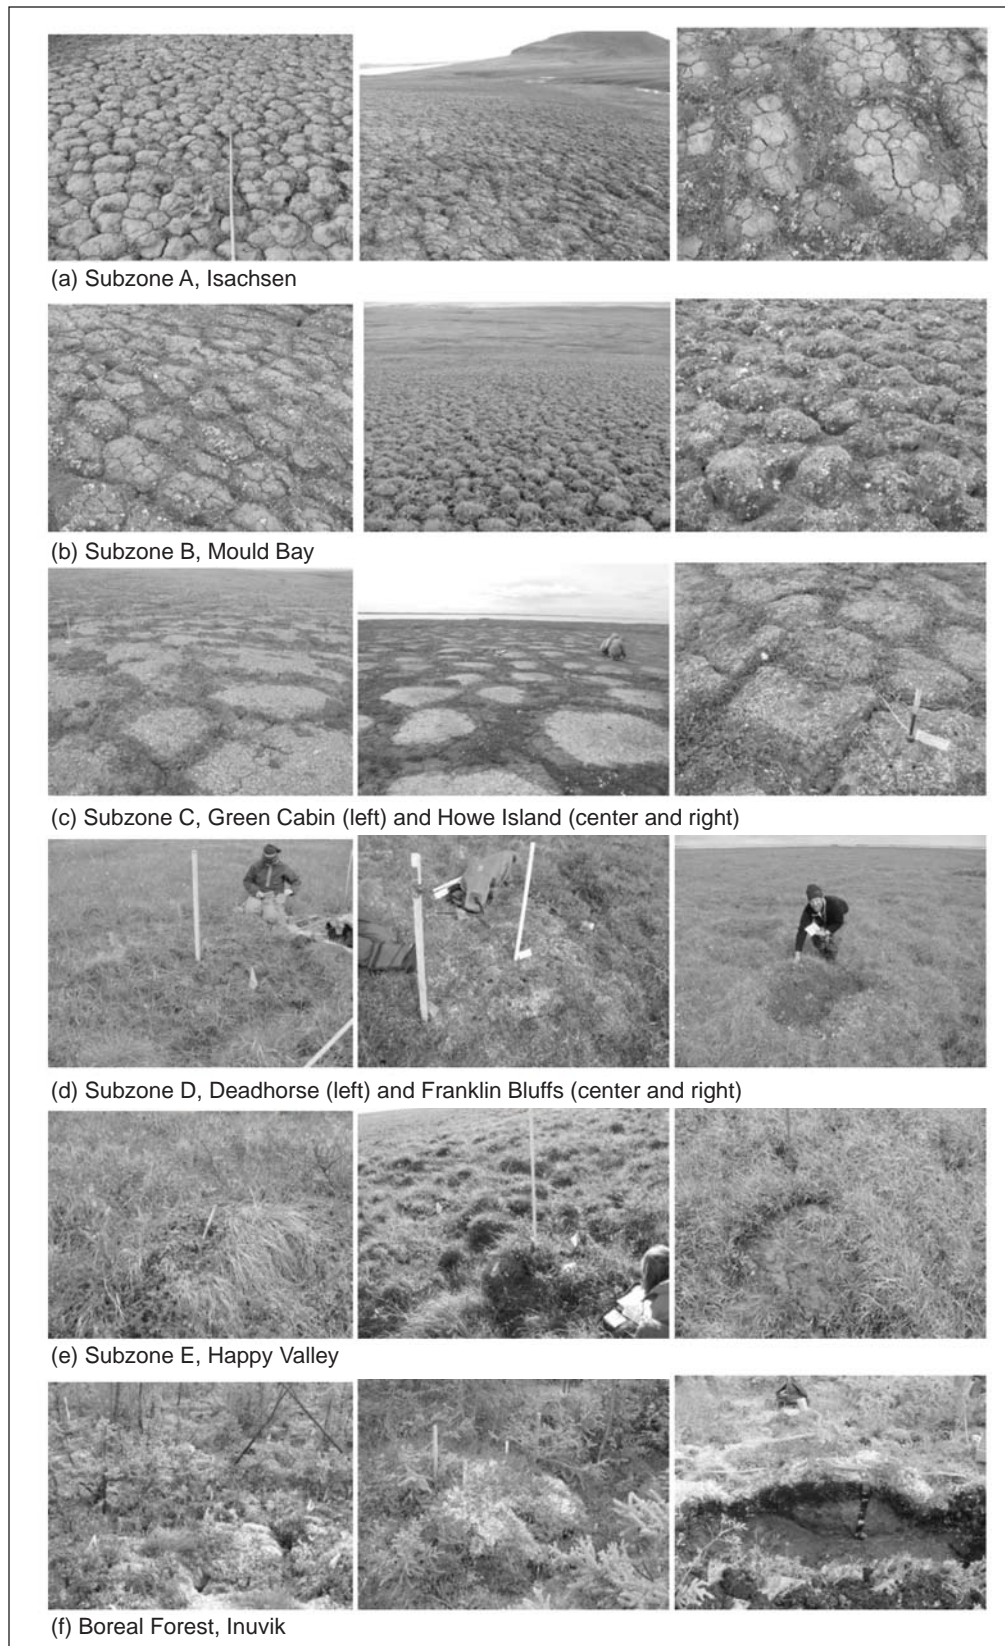 (a) Subzone A, Isachsen
(b) Subzone B, Mould Bay
(c) Subzone C, Green Cabin (left) and Howe Island (center and right)
(d) Subzone D, Deadhorse (left) and Franklin Bluffs (center and right)
(e) Subzone E, Happy Valley
(f) Boreal Forest, Inuvik